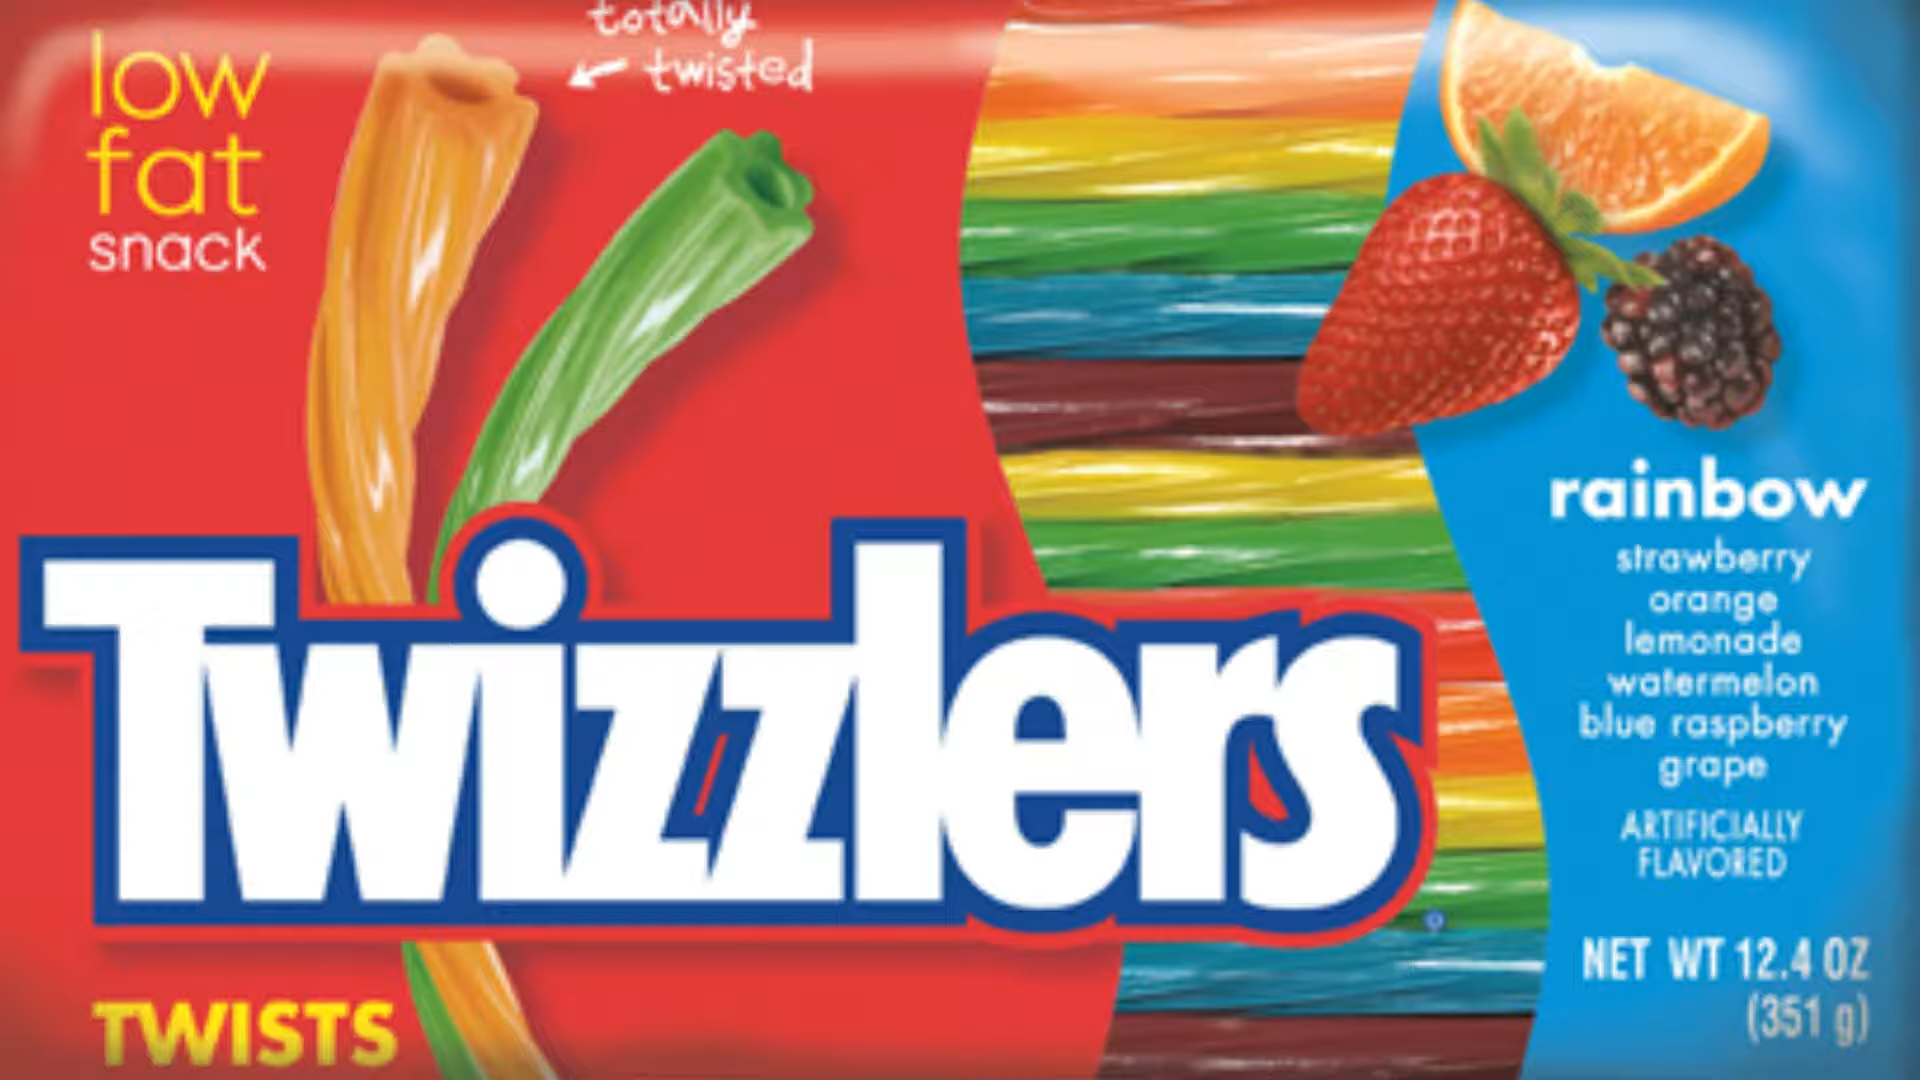 low
fat
snack
totally
twisted
Twizzlers
TWISTS
rainbow
strawberry
orange
lemonade
watermelon
blue raspberry
grape
ARTIFICIALLY
FLAVORED
NET WT 12.4 OZ
(351 g)